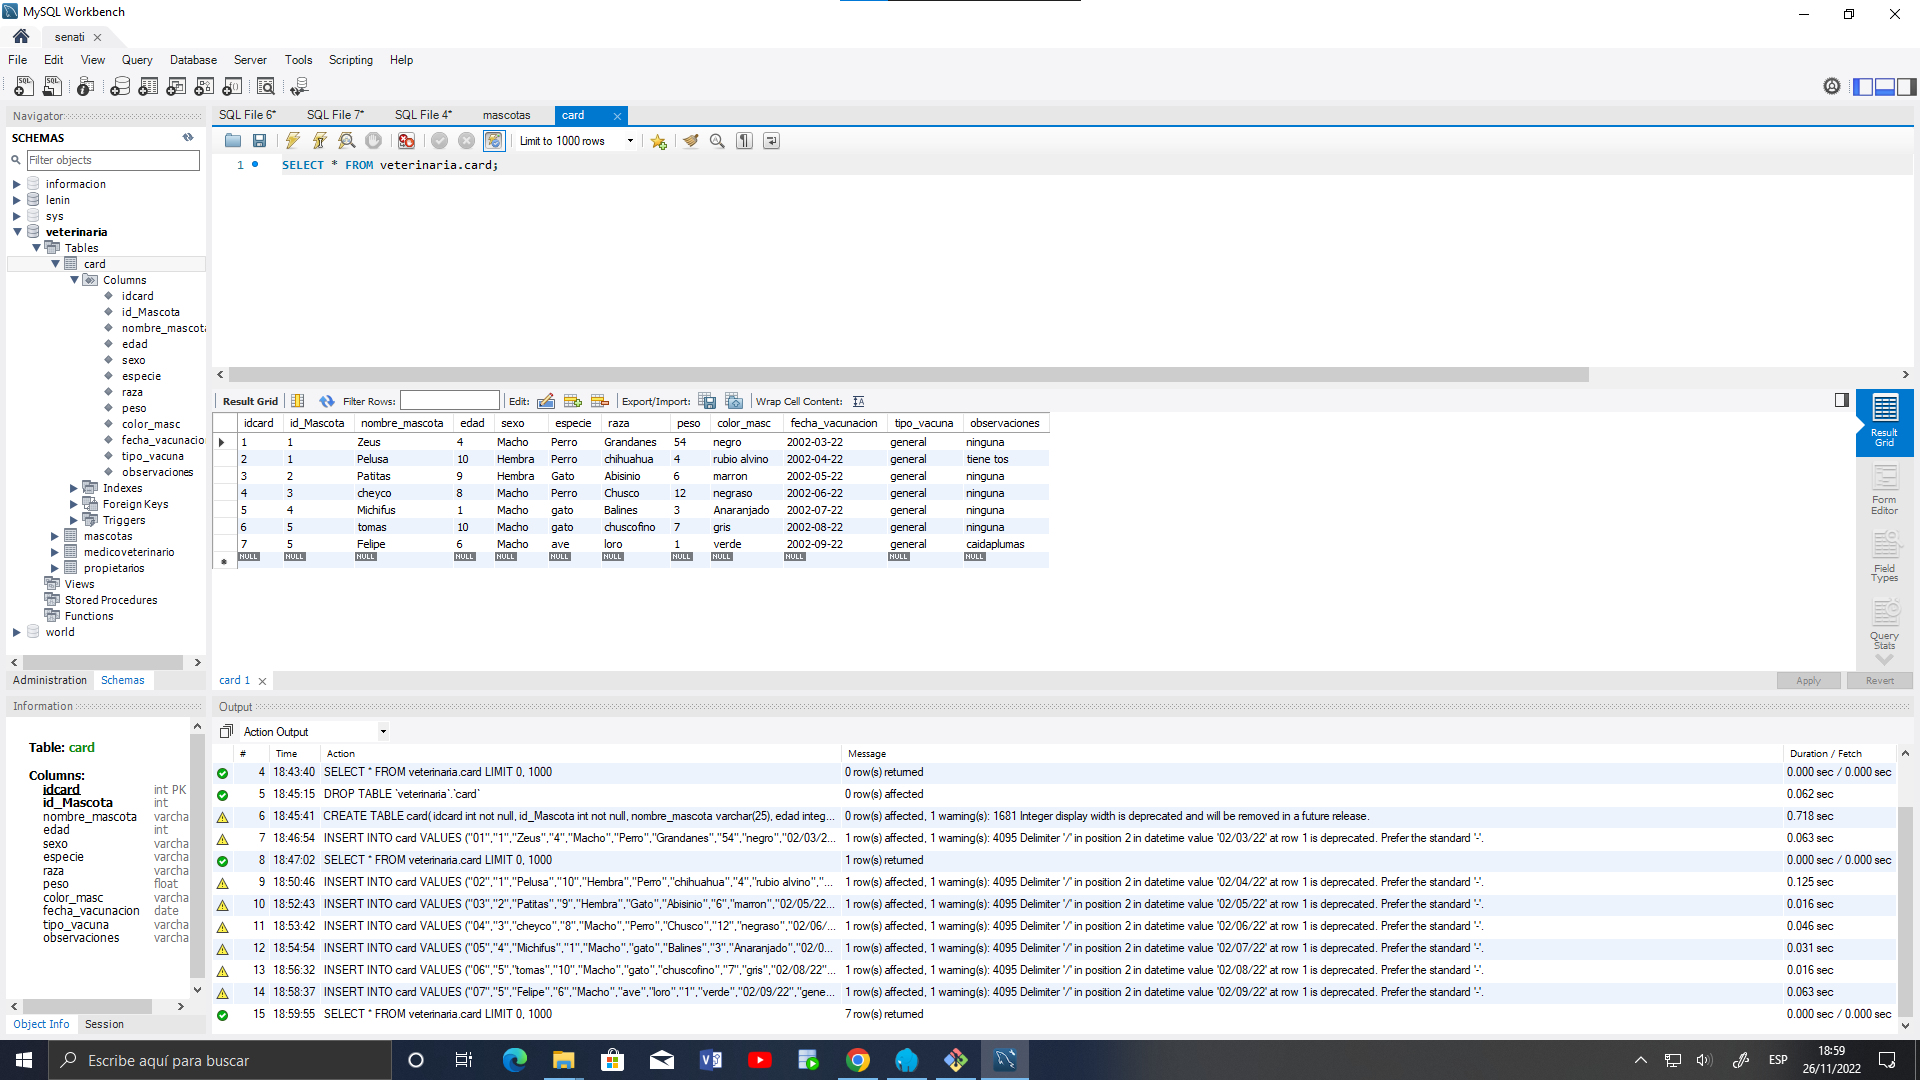 MySQL Workbench
senati
File Edit View Query Database Server Tools Scripting Help
Navigator
SCHEMAS
Filter objects
informacion
lenin
sys
veterinaria
Tables
card
Columns
idcard
id_Mascota
nombre_mascota
edad
sexo
especie
raza
peso
color_masc
fecha_vacunacio
tipo_vacuna
observaciones
Indexes
Foreign Keys
Triggers
mascotas
medicoveterinario
propietarios
Views
Stored Procedures
Functions
world
Administration Schemas
Information
Table: card
Columns:
idcard int PK
id_Mascota int
nombre_mascota varcha
edad int
sexo varcha
especie varcha
raza varcha
peso float
color_masc varcha
fecha_vacunacion date
tipo_vacuna varcha
observaciones varcha
Object Info Session
SQL File 6* SQL File 7* SQL File 4* mascotas card
Limit to 1000 rows
1 SELECT * FROM veterinaria.card;
Result Grid Filter Rows: Edit: Export/Import: Wrap Cell Content:
idcard id_Mascota nombre_mascota edad sexo especie raza peso color_masc fecha_vacunacion tipo_vacuna observaciones
1 1 Zeus 4 Macho Perro Grandanes 54 negro 2002-03-22 general ninguna
2 1 Pelusa 10 Hembra Perro chihuahua 4 rubio alvino 2002-04-22 general tiene tos
3 2 Patitas 9 Hembra Gato Abisinio 6 marron 2002-05-22 general ninguna
4 3 cheyco 8 Macho Perro Chusco 12 negraso 2002-06-22 general ninguna
5 4 Michifus 1 Macho gato Balines 3 Anaranjado 2002-07-22 general ninguna
6 5 tomas 10 Macho gato chuscofino 7 gris 2002-08-22 general ninguna
7 5 Felipe 6 Macho ave loro 1 verde 2002-09-22 general caidaplumas
NULL NULL NULL NULL NULL NULL NULL NULL NULL NULL NULL NULL
Result Grid
Form Editor
Field Types
Query Stats
card 1
Apply Revert
Output
Action Output
# Time Action Message Duration / Fetch
4 18:43:40 SELECT * FROM veterinaria.card LIMIT 0, 1000 0 row(s) returned 0.000 sec / 0.000 sec
5 18:45:15 DROP TABLE `veterinaria`.`card` 0 row(s) affected 0.062 sec
6 18:45:41 CREATE TABLE card( idcard int not null, id_Mascota int not null, nombre_mascota varchar(25), edad integ... 0 row(s) affected, 1 warning(s): 1681 Integer display width is deprecated and will be removed in a future release. 0.718 sec
7 18:46:54 INSERT INTO card VALUES ("01","1","Zeus","4","Macho","Perro","Grandanes","54","negro","02/03/2... 1 row(s) affected, 1 warning(s): 4095 Delimiter '/' in position 2 in datetime value '02/03/22' at row 1 is deprecated. Prefer the standard '-'. 0.063 sec
8 18:47:02 SELECT * FROM veterinaria.card LIMIT 0, 1000 1 row(s) returned 0.000 sec / 0.000 sec
9 18:50:46 INSERT INTO card VALUES ("02","1","Pelusa","10","Hembra","Perro","chihuahua","4","rubio alvino","... 1 row(s) affected, 1 warning(s): 4095 Delimiter '/' in position 2 in datetime value '02/04/22' at row 1 is deprecated. Prefer the standard '-'. 0.125 sec
10 18:52:43 INSERT INTO card VALUES ("03","2","Patitas","9","Hembra","Gato","Abisinio","6","marron","02/05/22... 1 row(s) affected, 1 warning(s): 4095 Delimiter '/' in position 2 in datetime value '02/05/22' at row 1 is deprecated. Prefer the standard '-'. 0.016 sec
11 18:53:42 INSERT INTO card VALUES ("04","3","cheyco","8","Macho","Perro","Chusco","12","negraso","02/06/... 1 row(s) affected, 1 warning(s): 4095 Delimiter '/' in position 2 in datetime value '02/06/22' at row 1 is deprecated. Prefer the standard '-'. 0.046 sec
12 18:54:54 INSERT INTO card VALUES ("05","4","Michifus","1","Macho","gato","Balines","3","Anaranjado","02/0... 1 row(s) affected, 1 warning(s): 4095 Delimiter '/' in position 2 in datetime value '02/07/22' at row 1 is deprecated. Prefer the standard '-'. 0.031 sec
13 18:56:32 INSERT INTO card VALUES ("06","5","tomas","10","Macho","gato","chuscofino","7","gris","02/08/22"... 1 row(s) affected, 1 warning(s): 4095 Delimiter '/' in position 2 in datetime value '02/08/22' at row 1 is deprecated. Prefer the standard '-'. 0.016 sec
14 18:58:37 INSERT INTO card VALUES ("07","5","Felipe","6","Macho","ave","loro","1","verde","02/09/22","gene... 1 row(s) affected, 1 warning(s): 4095 Delimiter '/' in position 2 in datetime value '02/09/22' at row 1 is deprecated. Prefer the standard '-'. 0.063 sec
15 18:59:55 SELECT * FROM veterinaria.card LIMIT 0, 1000 7 row(s) returned 0.000 sec / 0.000 sec
Escribe aquí para buscar
ESP
18:59
26/11/2022